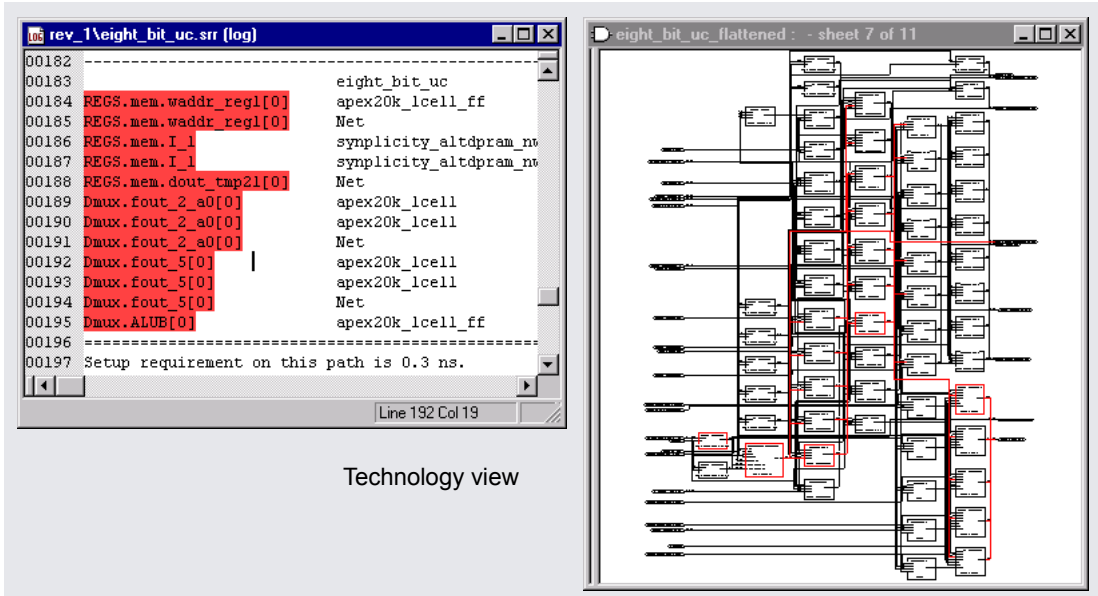 rev_1\eight_bit_uc.srr (log)
00182 --------------------------------------------------
00183 eight_bit_uc
00184 REGS.mem.waddr_reg1[0] apex20k_lcell_ff
00185 REGS.mem.waddr_reg1[0] Net
00186 REGS.mem.I_1 synplicity_altdpram_nw
00187 REGS.mem.I_1 synplicity_altdpram_nw
00188 REGS.mem.dout_tmp21[0] Net
00189 Dmux.fout_2_a0[0] apex20k_lcell
00190 Dmux.fout_2_a0[0] apex20k_lcell
00191 Dmux.fout_2_a0[0] Net
00192 Dmux.fout_5[0] apex20k_lcell
00193 Dmux.fout_5[0] apex20k_lcell
00194 Dmux.fout_5[0] Net
00195 Dmux.ALUB[0] apex20k_lcell_ff
00196 ==================================================
00197 Setup requirement on this path is 0.3 ns.
Line 192 Col 19
Technology view
eight_bit_uc_flattened : - sheet 7 of 11